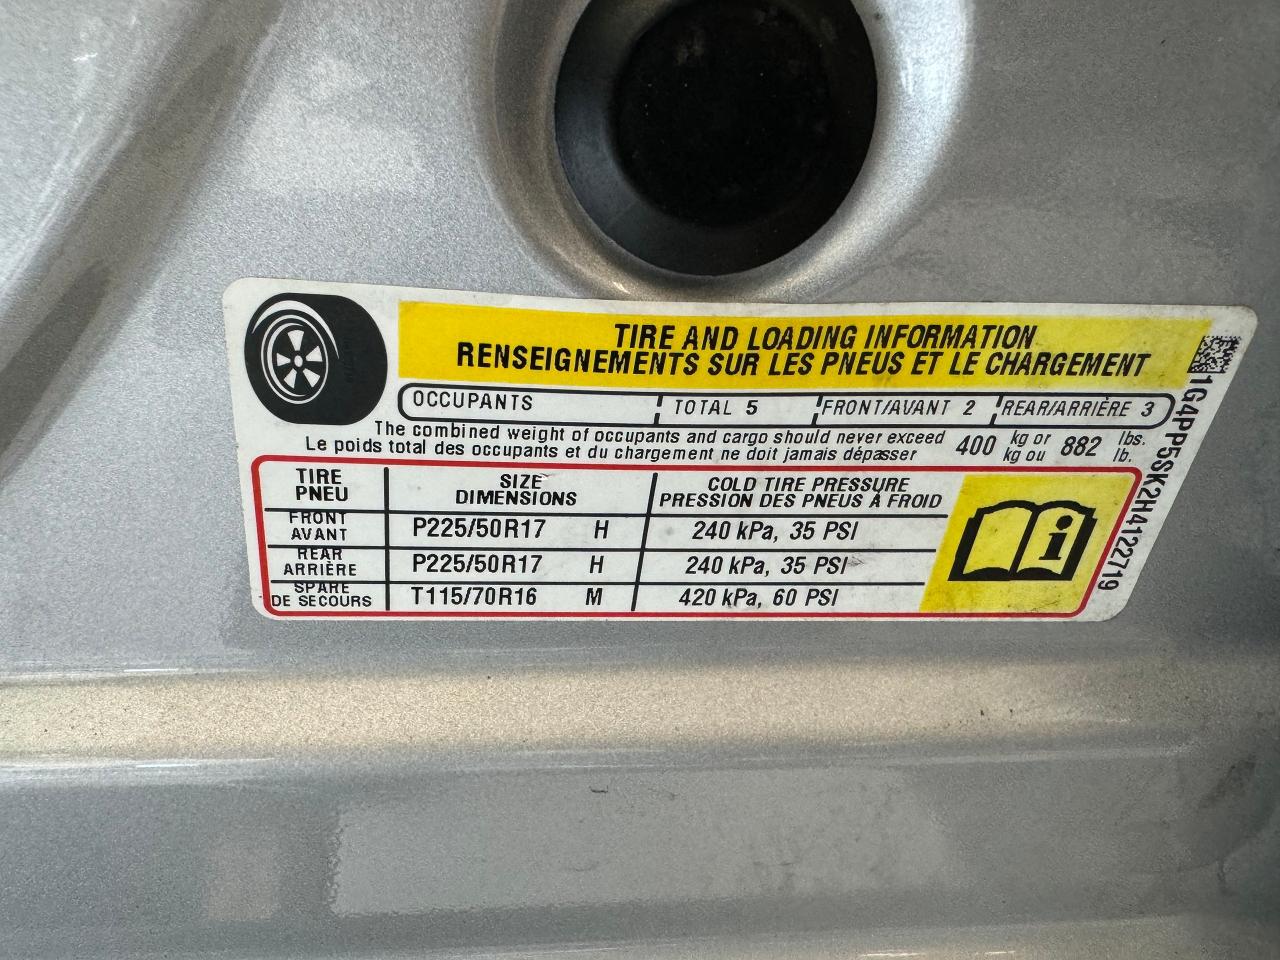 TIRE AND LOADING INFORMATION
RENSEIGNEMENTS SUR LES PNEUS ET LE CHARGEMENT
OCCUPANTS TOTAL 5 FRONT/AVANT 2 REAR/ARRIÈRE 3
The combined weight of occupants and cargo should never exceed 400 kg or 882 lbs.
Le poids total des occupants et du chargement ne doit jamais dépasser kg ou lb.
TIRE SIZE COLD TIRE PRESSURE
PNEU DIMENSIONS PRESSION DES PNEUS À FROID
FRONT
AVANT P225/50R17 H 240 kPa, 35 PSI
REAR
ARRIÈRE P225/50R17 H 240 kPa, 35 PSI
SPARE
DE SECOURS T115/70R16 M 420 kPa, 60 PSI
1G4PP5SK2H4122719